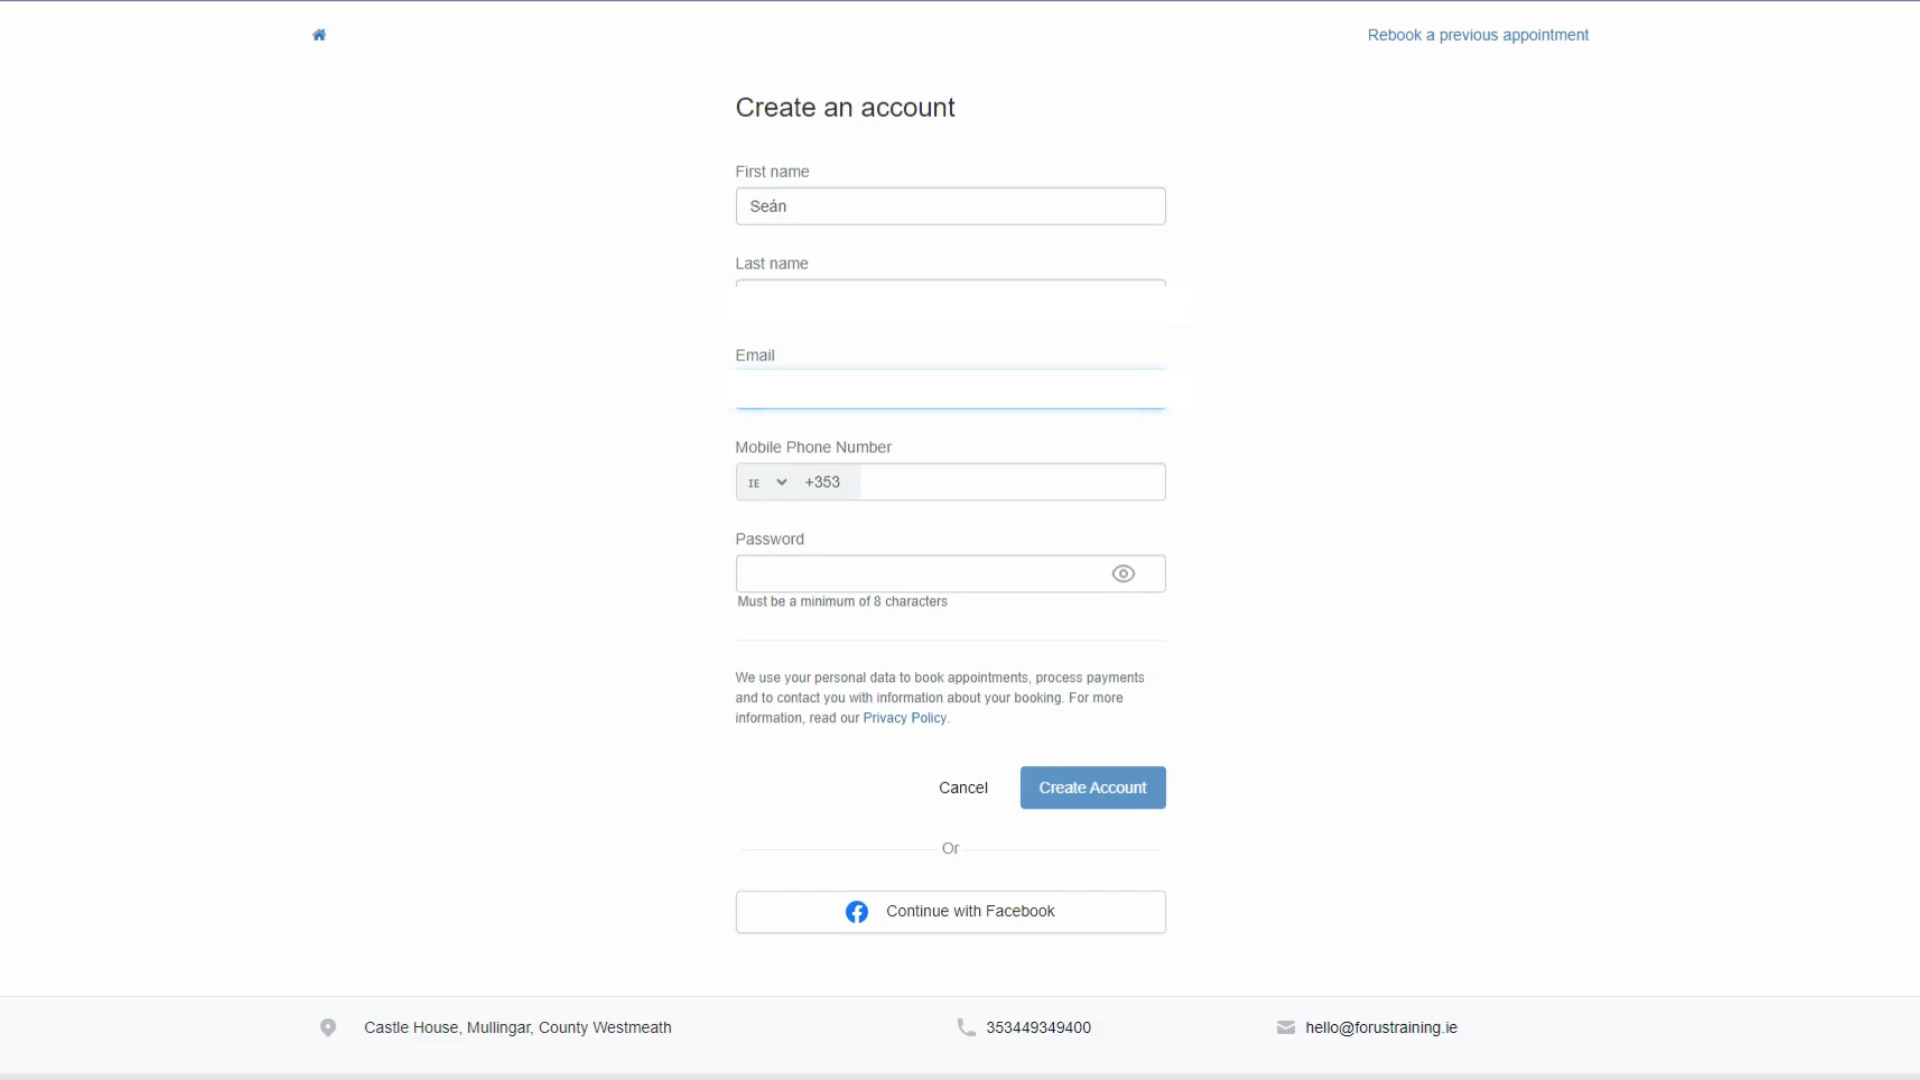 Rebook a previous appointment
Create an account
First name
Seán
Last name
Email
Mobile Phone Number
IE +353
Password
Must be a minimum of 8 characters
We use your personal data to book appointments, process payments
and to contact you with information about your booking. For more
information, read our Privacy Policy.
Cancel
Create Account
Or
Continue with Facebook
Castle House, Mullingar, County Westmeath
353449349400
hello@forustraining.ie